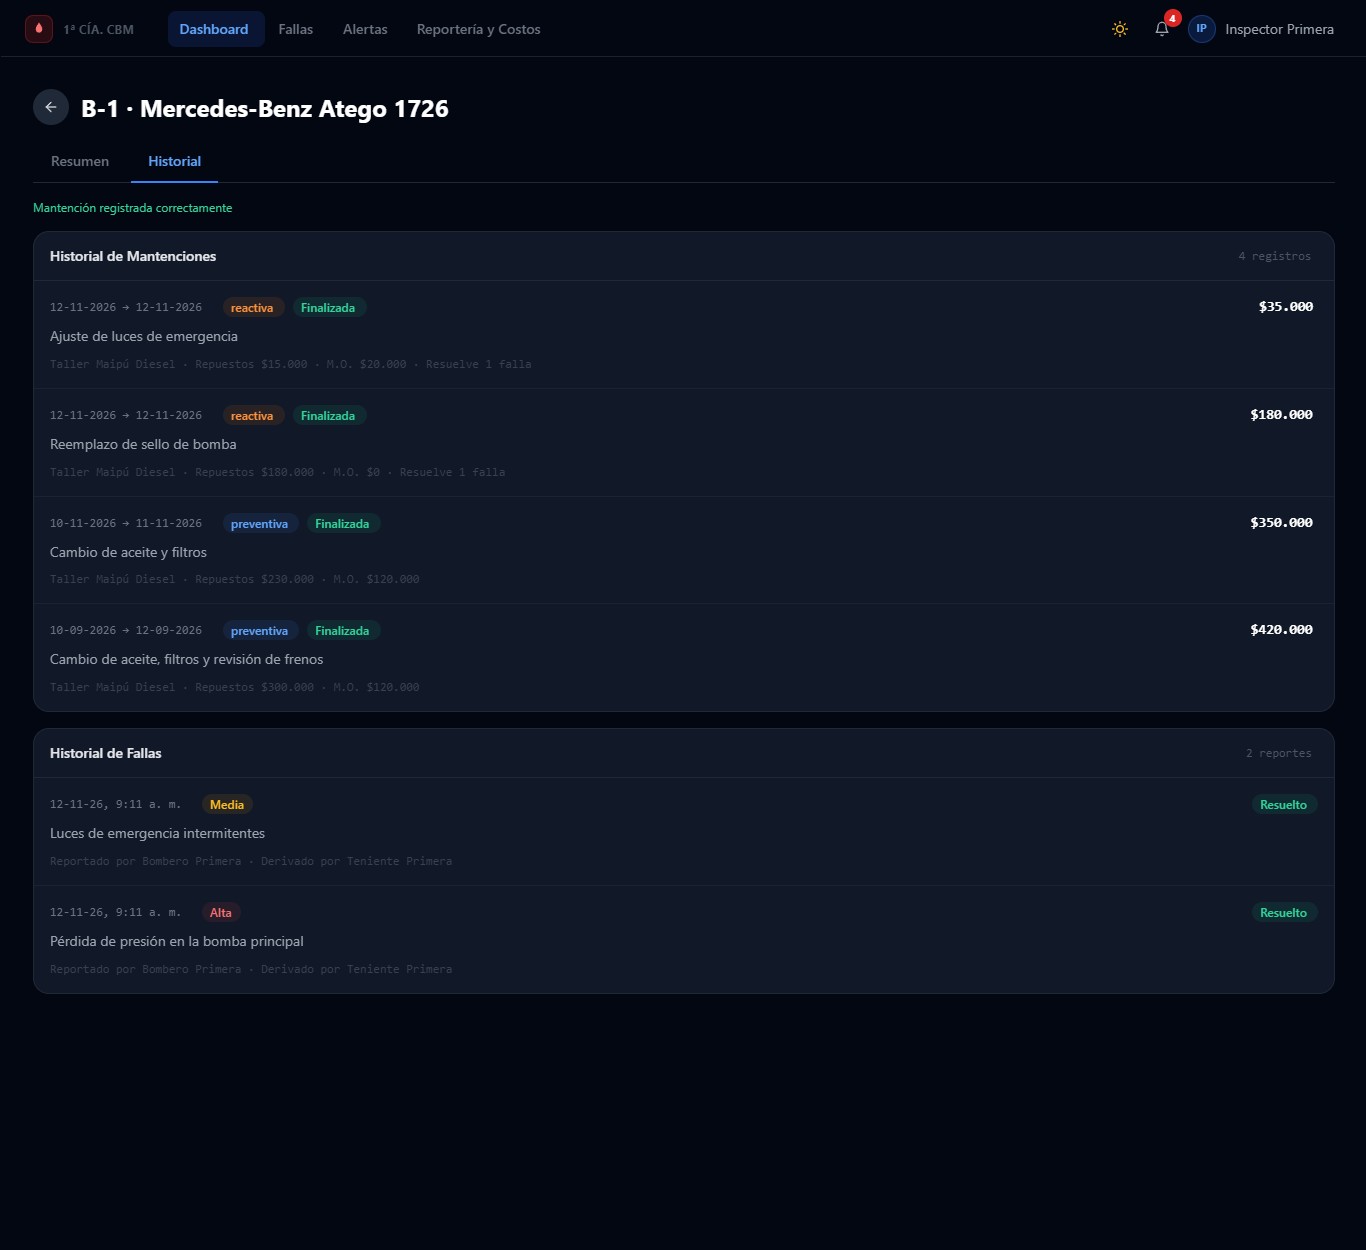 1ª CÍA. CBM
Dashboard
Fallas
Alertas
Reportería y Costos
4
IP
Inspector Primera
B-1 · Mercedes-Benz Atego 1726
Resumen
Historial
Mantención registrada correctamente
Historial de Mantenciones
4 registros
12-11-2026 → 12-11-2026 reactiva Finalizada $35.000
Ajuste de luces de emergencia
Taller Maipú Diesel · Repuestos $15.000 · M.O. $20.000 · Resuelve 1 falla
12-11-2026 → 12-11-2026 reactiva Finalizada $180.000
Reemplazo de sello de bomba
Taller Maipú Diesel · Repuestos $180.000 · M.O. $0 · Resuelve 1 falla
10-11-2026 → 11-11-2026 preventiva Finalizada $350.000
Cambio de aceite y filtros
Taller Maipú Diesel · Repuestos $230.000 · M.O. $120.000
10-09-2026 → 12-09-2026 preventiva Finalizada $420.000
Cambio de aceite, filtros y revisión de frenos
Taller Maipú Diesel · Repuestos $300.000 · M.O. $120.000
Historial de Fallas
2 reportes
12-11-26, 9:11 a. m. Media Resuelto
Luces de emergencia intermitentes
Reportado por Bombero Primera · Derivado por Teniente Primera
12-11-26, 9:11 a. m. Alta Resuelto
Pérdida de presión en la bomba principal
Reportado por Bombero Primera · Derivado por Teniente Primera